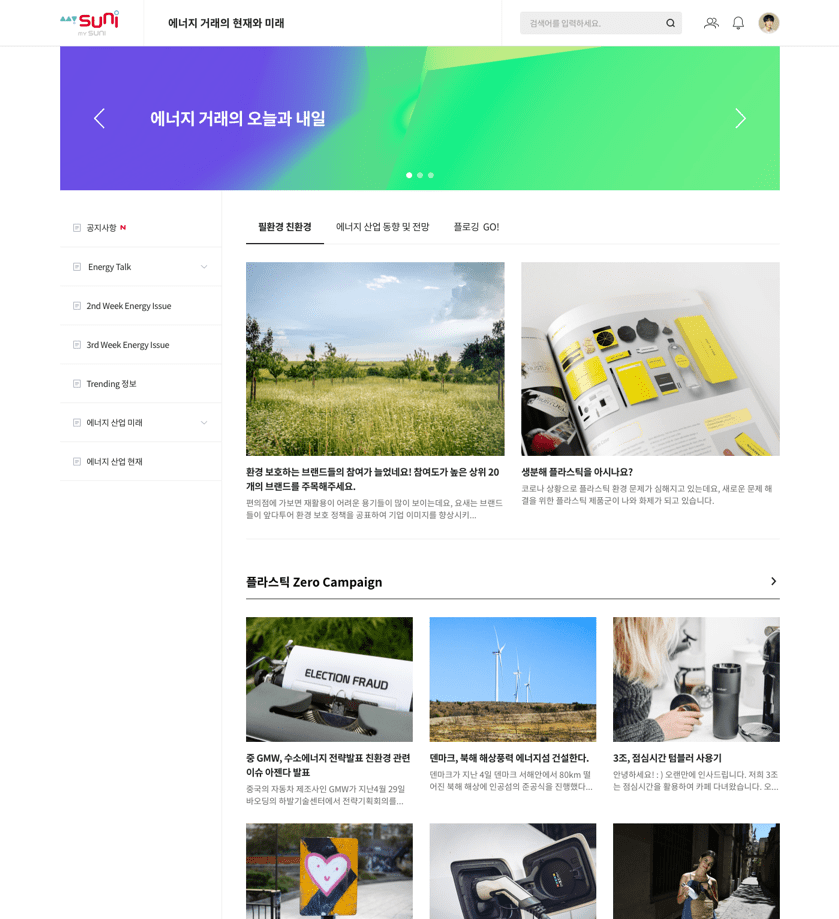 SUNI
my SUNI
에너지 거래의 현재와 미래
검색어를 입력하세요.
에너지 거래의 오늘과 내일
공지사항 N
Energy Talk
2nd Week Energy Issue
3rd Week Energy Issue
Trending 정보
에너지 산업 미래
에너지 산업 현재
필환경 친환경
에너지 산업 동향 및 전망
플로깅 GO!
환경 보호하는 브랜드들의 참여가 늘었네요! 참여도가 높은 상위 20
개의 브랜드를 주목해주세요.
편의점에 가보면 재활용이 어려운 용기들이 많이 보이는데요, 요새는 브랜드
들이 앞다투어 환경 보호 정책을 공표하여 기업 이미지를 향상시키...
생분해 플라스틱을 아시나요?
코로나 상황으로 플라스틱 환경 문제가 심해지고 있는데요, 새로운 문제 해
결을 위한 플라스틱 제품군이 나와 화제가 되고 있습니다.
플라스틱 Zero Campaign
ELECTION FRAUD
중 GMW, 수소에너지 전략발표 친환경 관련
이슈 아젠다 발표
중국의 자동차 제조사인 GMW가 지난4월 29일
바오딩의 하발기술센터에서 전략기획회의를...
덴마크, 북해 해상풍력 에너지섬 건설한다.
덴마크가 지난 4일 덴마크 서해안에서 80km 떨
어진 북해 해상에 인공섬의 준공식을 진행했다...
3조, 점심시간 텀블러 사용기
안녕하세요! : ) 오랜만에 인사드립니다. 저희 3조
는 점심시간을 활용하여 카페 다녀왔습니다. 오...